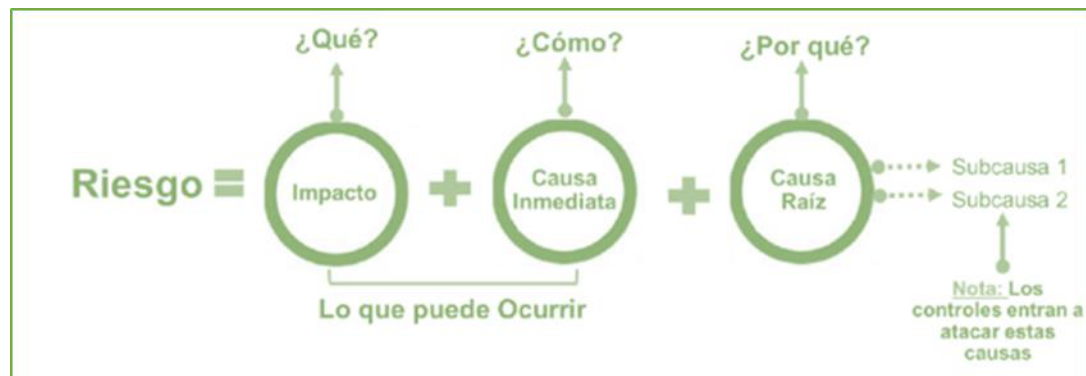 ¿Qué?
¿Cómo?
¿Por qué?
Riesgo =
Impacto
+
Causa
Inmediata
+
Causa
Raíz
Subcausa 1
Subcausa 2
Lo que puede Ocurrir
Nota: Los
controles entran a
atacar estas
causas